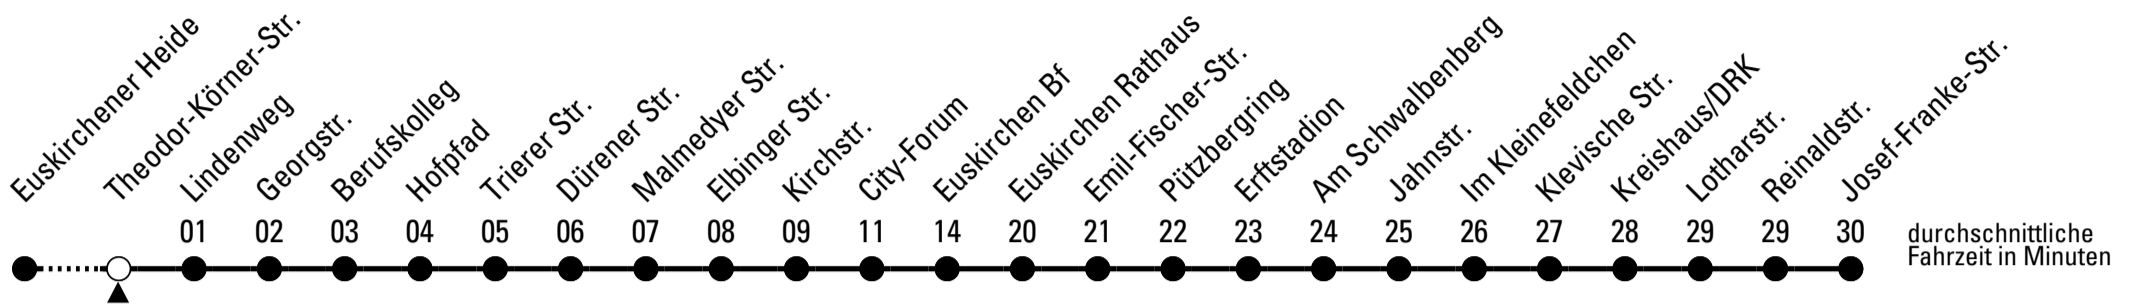 Euskirchener Heide
Theodor-Körner-Str.
Lindenweg
Georgstr.
Berufskolleg
Hofpfad
Trierer Str.
Dürener Str.
Malmedyer Str.
Elbinger Str.
Kirchstr.
City-Forum
Euskirchen Bf
Euskirchen Rathaus
Emil-Fischer-Str.
Pützbergring
Erftstadion
Am Schwalbenberg
Jahnstr.
Im Kleinefeldchen
Klevische Str.
Kreishaus/DRK
Lotharstr.
Reinaldstr.
Josef-Franke-Str.
01 02 03 04 05 06 07 08 09 11 14 20 21 22 23 24 25 26 27 28 29 29 30
durchschnittliche
Fahrzeit in Minuten